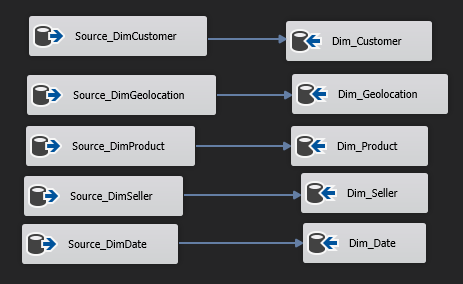 Source_DimCustomer
Dim_Customer
Source_DimGeolocation
Dim_Geolocation
Source_DimProduct
Dim_Product
Source_DimSeller
Dim_Seller
Source_DimDate
Dim_Date